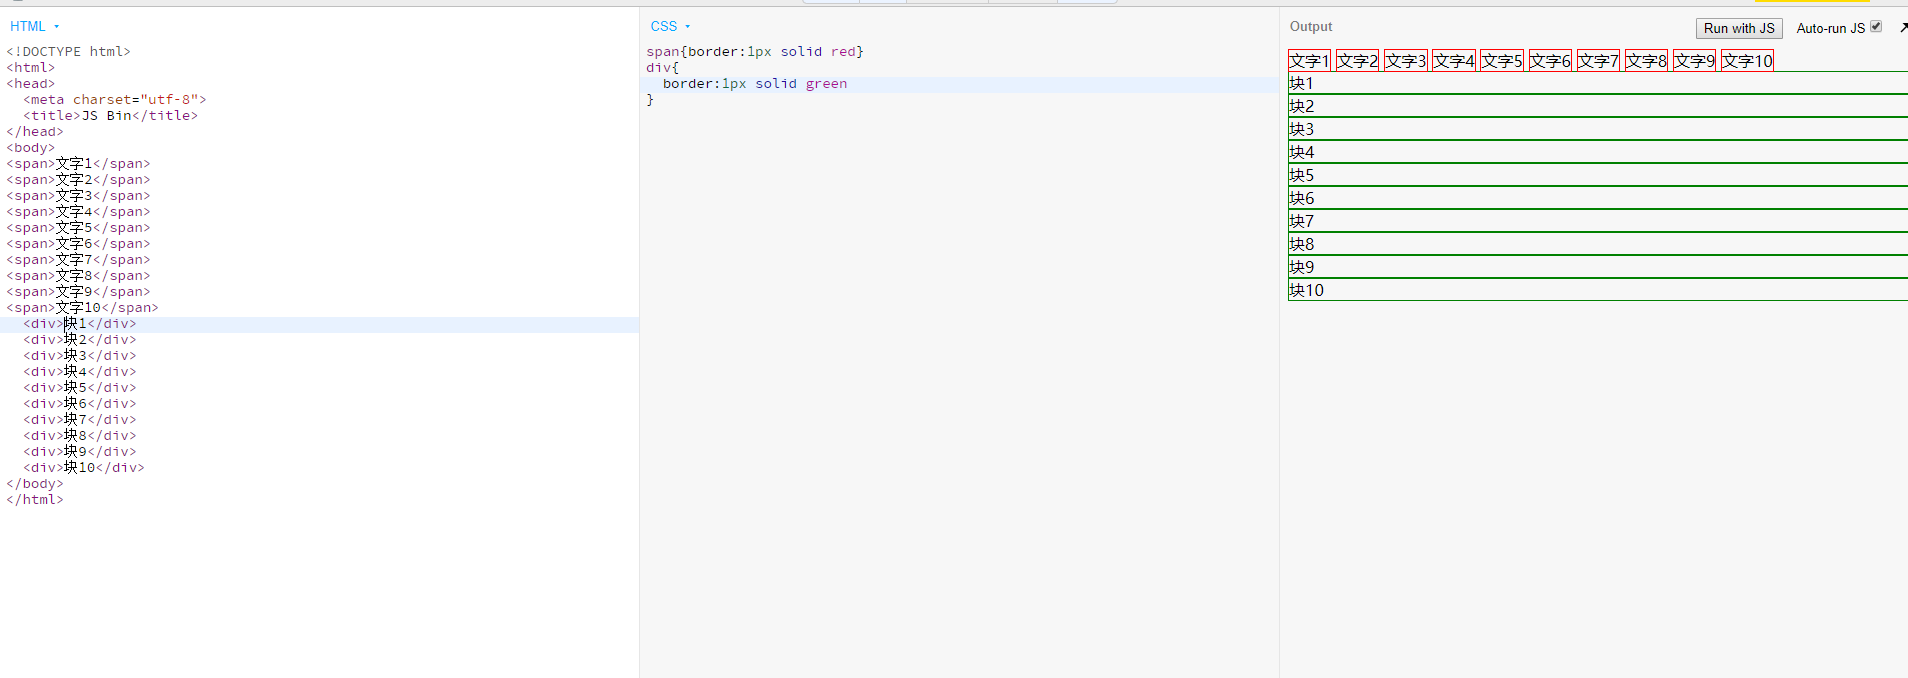 HTML
<!DOCTYPE html>
<html>
<head>
  <meta charset="utf-8">
  <title>JS Bin</title>
</head>
<body>
<span>文字1</span>
<span>文字2</span>
<span>文字3</span>
<span>文字4</span>
<span>文字5</span>
<span>文字6</span>
<span>文字7</span>
<span>文字8</span>
<span>文字9</span>
<span>文字10</span>
  <div>块1</div>
  <div>块2</div>
  <div>块3</div>
  <div>块4</div>
  <div>块5</div>
  <div>块6</div>
  <div>块7</div>
  <div>块8</div>
  <div>块9</div>
  <div>块10</div>
</body>
</html>
CSS
span{border:1px solid red}
div{
  border:1px solid green
}
Output Run with JS Auto-run JS
文字1 文字2 文字3 文字4 文字5 文字6 文字7 文字8 文字9 文字10
块1
块2
块3
块4
块5
块6
块7
块8
块9
块10